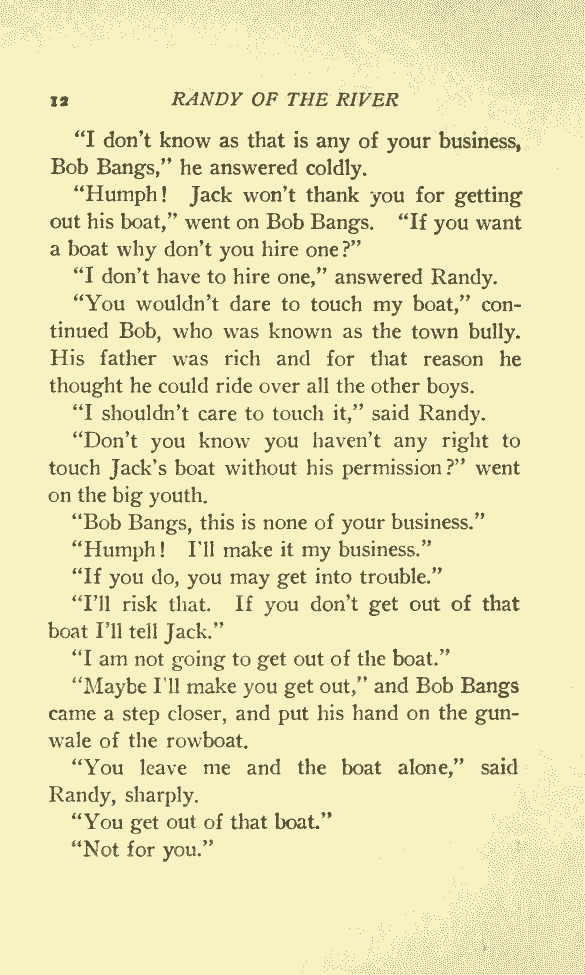 12 RANDY OF THE RIVER
“I don’t know as that is any of your business,
Bob Bangs,” he answered coldly.
“Humph! Jack won’t thank you for getting
out his boat,” went on Bob Bangs. “If you want
a boat why don’t you hire one?”
“I don’t have to hire one,” answered Randy.
“You wouldn’t dare to touch my boat,” con-
tinued Bob, who was known as the town bully.
His father was rich and for that reason he
thought he could ride over all the other boys.
“I shouldn’t care to touch it,” said Randy.
“Don’t you know you haven’t any right to
touch Jack’s boat without his permission?” went
on the big youth.
“Bob Bangs, this is none of your business.”
“Humph! I’ll make it my business.”
“If you do, you may get into trouble.”
“I’ll risk that. If you don’t get out of that
boat I’ll tell Jack.”
“I am not going to get out of the boat.”
“Maybe I’ll make you get out,” and Bob Bangs
came a step closer, and put his hand on the gun-
wale of the rowboat.
“You leave me and the boat alone,” said
Randy, sharply.
“You get out of that boat.”
“Not for you.”